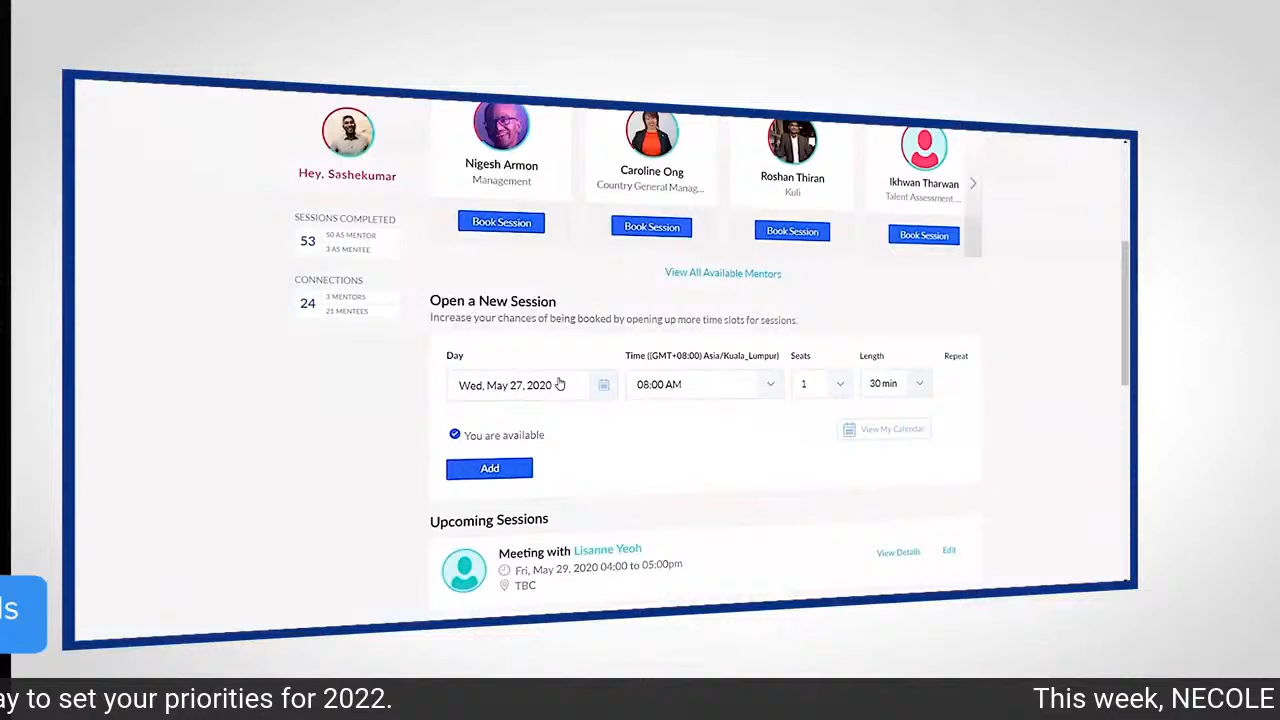 Hey, Sashekumar
SESSIONS COMPLETED
53
50 AS MENTOR
3 AS MENTEE
CONNECTIONS
24
3 MENTORS
21 MENTEES
Nigesh Armon
Management
Book Session
Caroline Ong
Country General Manag...
Book Session
Roshan Thiran
Kuli
Book Session
Ikhwan Tharwan
Talent Assessment ...
Book Session
View All Available Mentors
Open a New Session
Increase your chances of being booked by opening up more time slots for sessions.
Day
Time ((GMT+08:00) Asia/Kuala_Lumpur)
Seats
Length
Repeat
Wed, May 27, 2020
08:00 AM
1
30 min
You are available
View My Calendar
Add
Upcoming Sessions
Meeting with Lisanne Yeoh
Fri, May 29, 2020 04:00 to 05:00pm
TBC
View Details
Edit
ls
ay to set your priorities for 2022.
This week, NECOLE